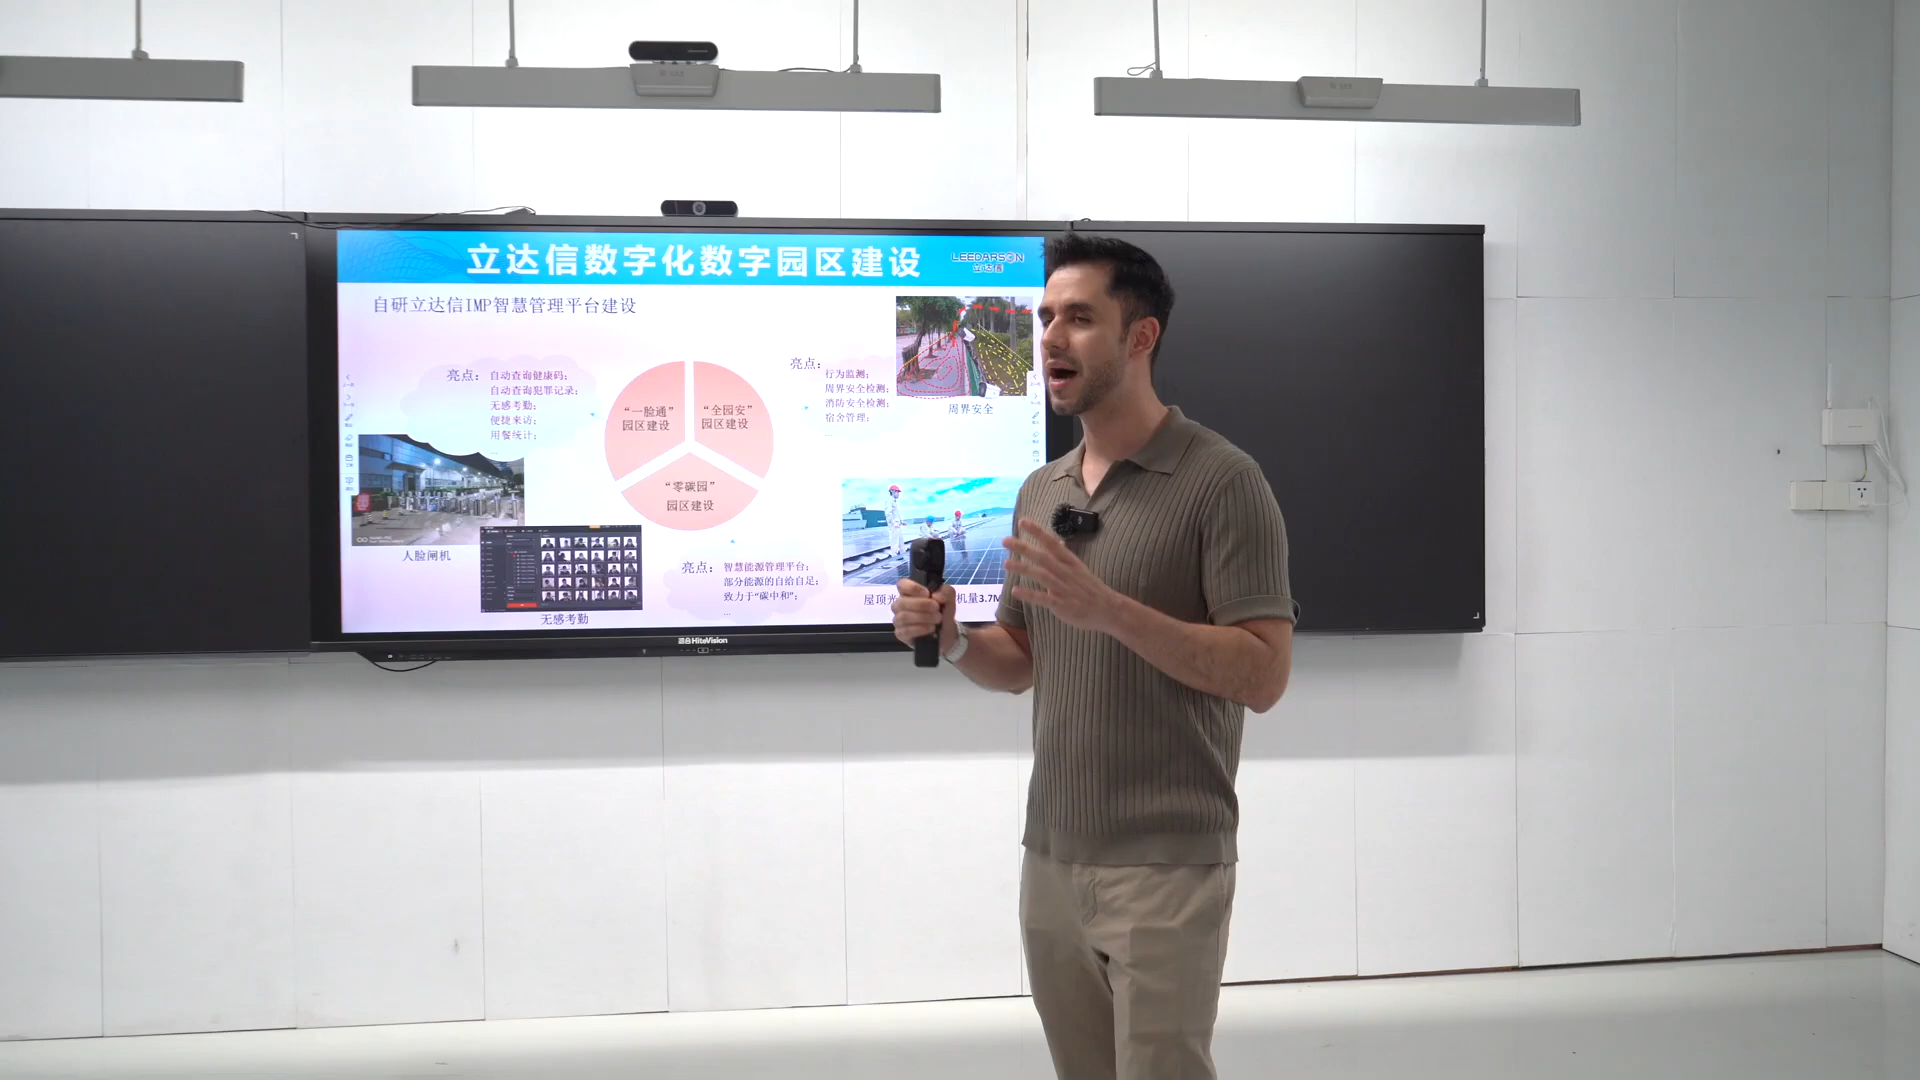 立达信数字化数字园区建设
LEEDARSON
立达信
自研立达信IMP智慧管理平台建设
亮点：
自动查询健康码；
自动查询犯罪记录；
无感考勤；
便捷来访；
用餐统计；
...
“一脸通”
园区建设
“全园安”
园区建设
“零碳园”
园区建设
亮点：
行为监测；
周界安全检测；
消防安全检测；
宿舍管理；
...
周界安全
人脸闸机
无感考勤
亮点：
智慧能源管理平台；
部分能源的自给自足；
致力于“碳中和”；
...
屋顶光
机量3.7M
HiteVision